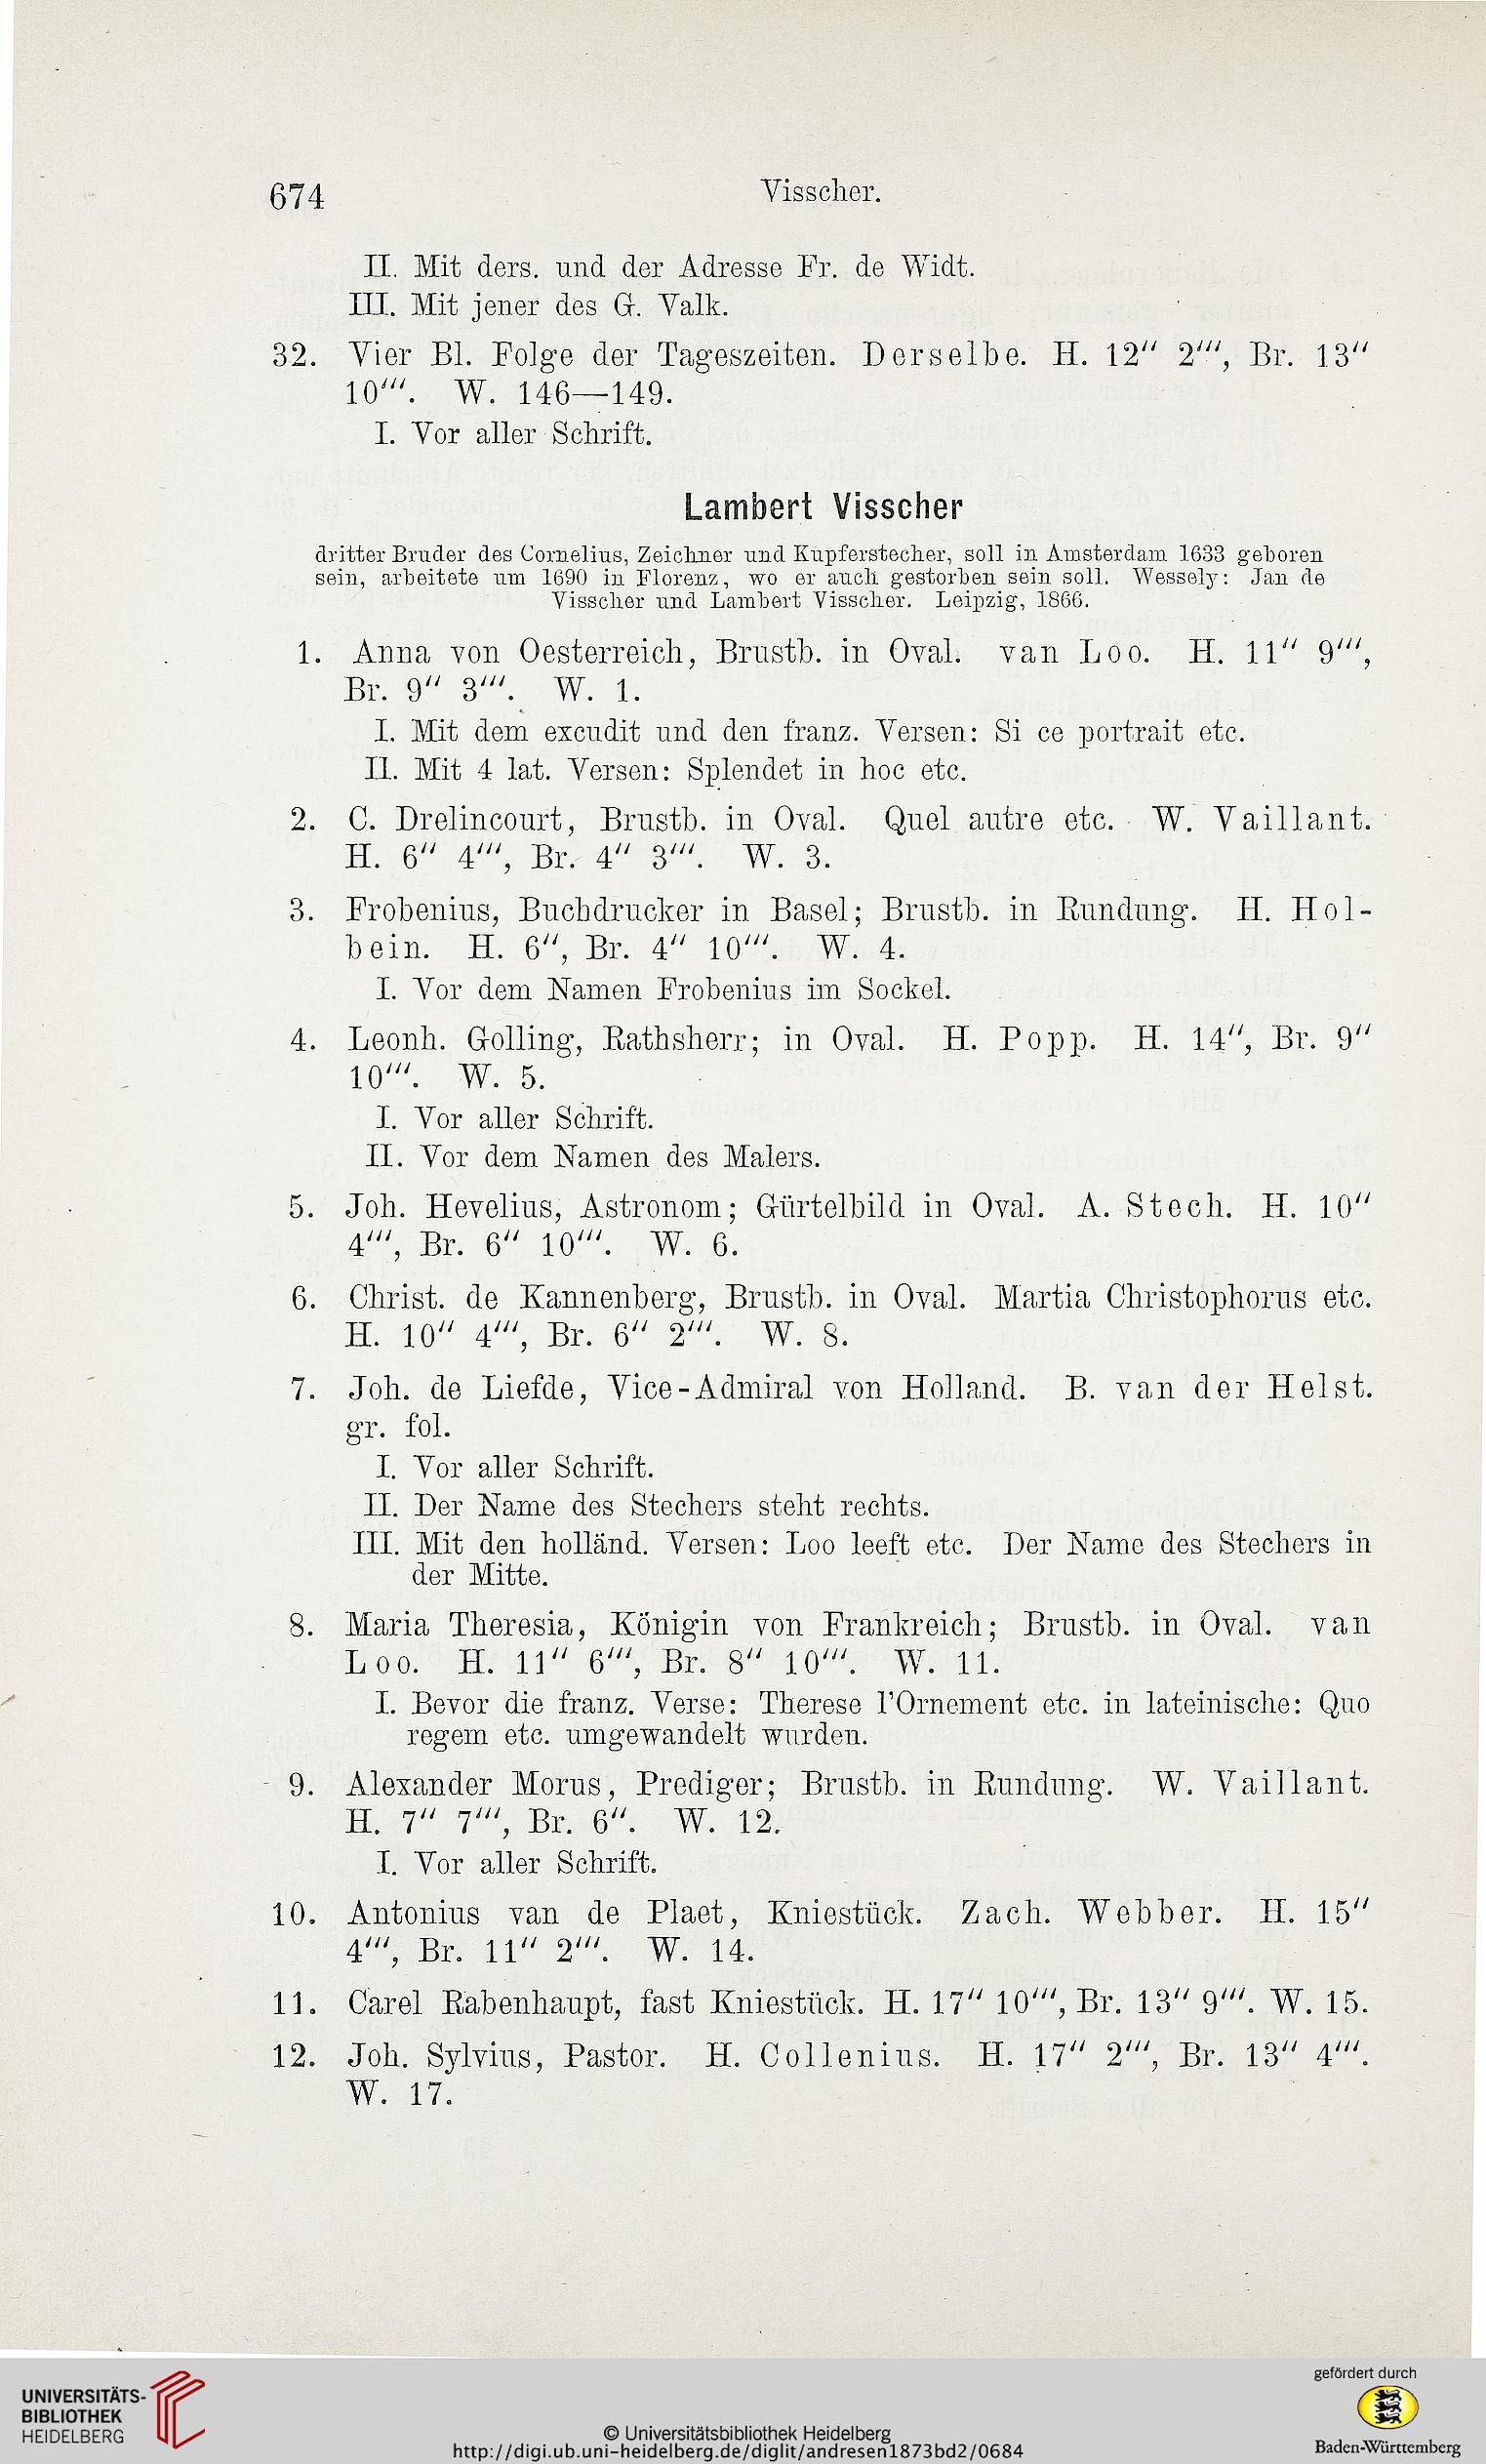 674
Visscher.
II. Mit ders. und der Adresse Fr. de Widt.
III. Mit jener des G. Valk.
32. Vier Bl. Folge der Tageszeiten. Derselbe. H. 12″ 2‴, Br. 13″
10‴. W. 146—149.
I. Vor aller Schrift.
Lambert Visscher
dritter Bruder des Cornelius, Zeichner und Kupferstecher, soll in Amsterdam 1633 geboren
sein, arbeitete um 1690 in Florenz, wo er auch gestorben sein soll. Wessely: Jan de
Visscher und Lambert Visscher. Leipzig, 1866.
1. Anna von Oesterreich, Brustb. in Oval. van Loo. H. 11″ 9‴,
Br. 9″ 3‴. W. 1.
I. Mit dem excudit und den franz. Versen: Si ce portrait etc.
II. Mit 4 lat. Versen: Splendet in hoc etc.
2. C. Drelincourt, Brustb. in Oval. Quel autre etc. W. Vaillant.
H. 6″ 4‴, Br. 4″ 3‴. W. 3.
3. Frobenius, Buchdrucker in Basel; Brustb. in Rundung. H. Hol-
bein. H. 6″, Br. 4″ 10‴. W. 4.
I. Vor dem Namen Frobenius im Sockel.
4. Leonh. Golling, Rathsherr; in Oval. H. Popp. H. 14″, Br. 9″
10‴. W. 5.
I. Vor aller Schrift.
II. Vor dem Namen des Malers.
5. Joh. Hevelius, Astronom; Gürtelbild in Oval. A. Stech. H. 10″
4‴, Br. 6″ 10‴. W. 6.
6. Christ. de Kannenberg, Brustb. in Oval. Martia Christophorus etc.
H. 10″ 4‴, Br. 6″ 2‴. W. 8.
7. Joh. de Liefde, Vice-Admiral von Holland. B. van der Helst.
gr. fol.
I. Vor aller Schrift.
II. Der Name des Stechers steht rechts.
III. Mit den holländ. Versen: Loo leeft etc. Der Name des Stechers in
der Mitte.
8. Maria Theresia, Königin von Frankreich; Brustb. in Oval. van
Loo. H. 11″ 6‴, Br. 8″ 10‴. W. 11.
I. Bevor die franz. Verse: Therese l'Ornement etc. in lateinische: Quo
regem etc. umgewandelt wurden.
9. Alexander Morus, Prediger; Brustb. in Rundung. W. Vaillant.
H. 7″ 7‴, Br. 6″. W. 12.
I. Vor aller Schrift.
10. Antonius van de Plaet, Kniestück. Zach. Webber. H. 15″
4‴, Br. 11″ 2‴. W. 14.
11. Carel Rabenhaupt, fast Kniestück. H. 17″ 10‴, Br. 13″ 9‴. W. 15.
12. Joh. Sylvius, Pastor. H. Collenius. H. 17″ 2‴, Br. 13″ 4‴.
W. 17.
UNIVERSITÄTS-
BIBLIOTHEK
HEIDELBERG
© Universitätsbibliothek Heidelberg
http://digi.ub.uni-heidelberg.de/diglit/andresen1873bd2/0684
gefördert durch
Baden-Württemberg